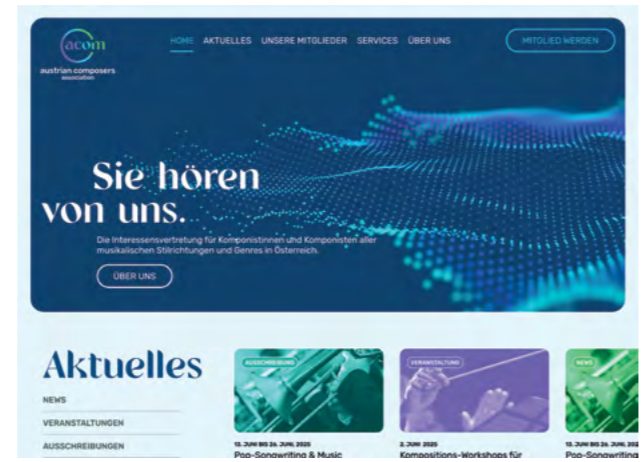 acom
austrian composers
association
HOME AKTUELLES UNSERE MITGLIEDER SERVICES ÜBER UNS
MITGLIED WERDEN
Sie hören
von uns.
Die Interessensvertretung für Komponistinnen und Komponisten aller
musikalischen Stilrichtungen und Genres in Österreich.
ÜBER UNS
Aktuelles
NEWS
VERANSTALTUNGEN
AUSSCHREIBUNGEN
AUSSCHREIBUNG
13. JUNI BIS 26. JUNI, 2025
Pop-Songwriting & Music
VERANSTALTUNG
2. JUNI 2025
Kompositions-Workshops für
NEWS
13. JUNI BIS 26. JUNI, 202
Pop-Songwriting